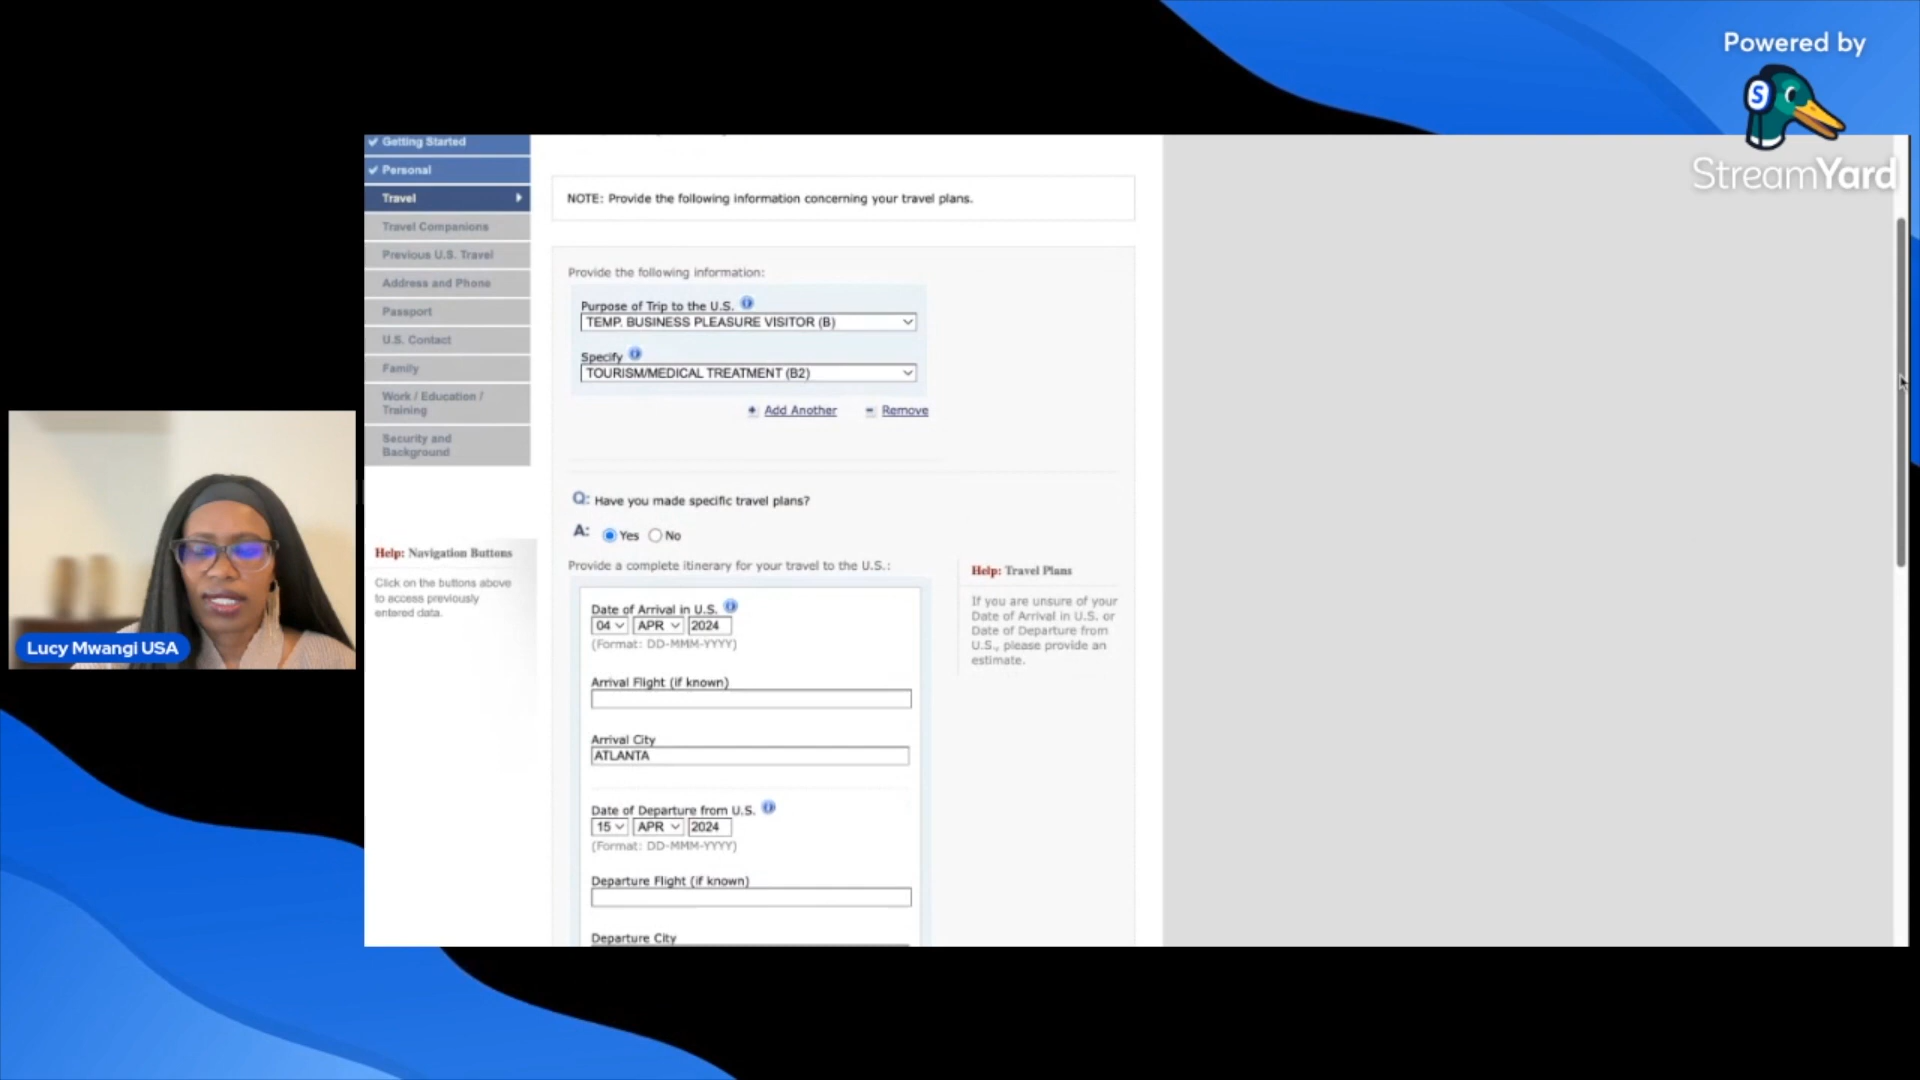 Powered by
StreamYard
Getting Started
Personal
Travel
Travel Companions
Previous U.S. Travel
Address and Phone
Passport
U.S. Contact
Family
Work / Education /
Training
Security and
Background
Help: Navigation Buttons
Click on the buttons above
to access previously
entered data.
NOTE: Provide the following information concerning your travel plans.
Provide the following information:
Purpose of Trip to the U.S.
TEMP. BUSINESS PLEASURE VISITOR (B)
Specify
TOURISM/MEDICAL TREATMENT (B2)
Add Another Remove
Q: Have you made specific travel plans?
A: Yes No
Provide a complete itinerary for your travel to the U.S.:
Date of Arrival in U.S.
04 APR 2024
(Format: DD-MMM-YYYY)
Arrival Flight (if known)
Arrival City
ATLANTA
Date of Departure from U.S.
15 APR 2024
(Format: DD-MMM-YYYY)
Departure Flight (if known)
Departure City
Help: Travel Plans
If you are unsure of your
Date of Arrival in U.S. or
Date of Departure from
U.S., please provide an
estimate.
Lucy Mwangi USA